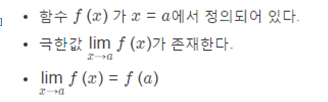 • 함수 f (x) 가 x = a에서 정의되어 있다.
• 극한값 lim f (x)가 존재한다.
x→a
• lim f (x) = f (a)
x→a